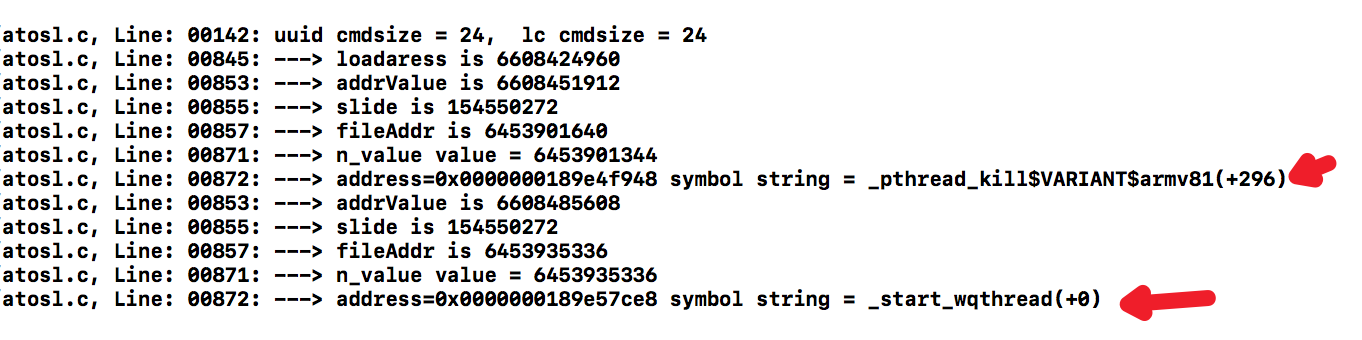 atosl.c, Line: 00142: uuid cmdsize = 24,  lc cmdsize = 24
atosl.c, Line: 00845: ---> loadaress is 6608424960
atosl.c, Line: 00853: ---> addrValue is 6608451912
atosl.c, Line: 00855: ---> slide is 154550272
atosl.c, Line: 00857: ---> fileAddr is 6453901640
atosl.c, Line: 00871: ---> n_value value = 6453901344
atosl.c, Line: 00872: ---> address=0x0000000189e4f948 symbol string = _pthread_kill$VARIANT$armv81(+296)
atosl.c, Line: 00853: ---> addrValue is 6608485608
atosl.c, Line: 00855: ---> slide is 154550272
atosl.c, Line: 00857: ---> fileAddr is 6453935336
atosl.c, Line: 00871: ---> n_value value = 6453935336
atosl.c, Line: 00872: ---> address=0x0000000189e57ce8 symbol string = _start_wqthread(+0)